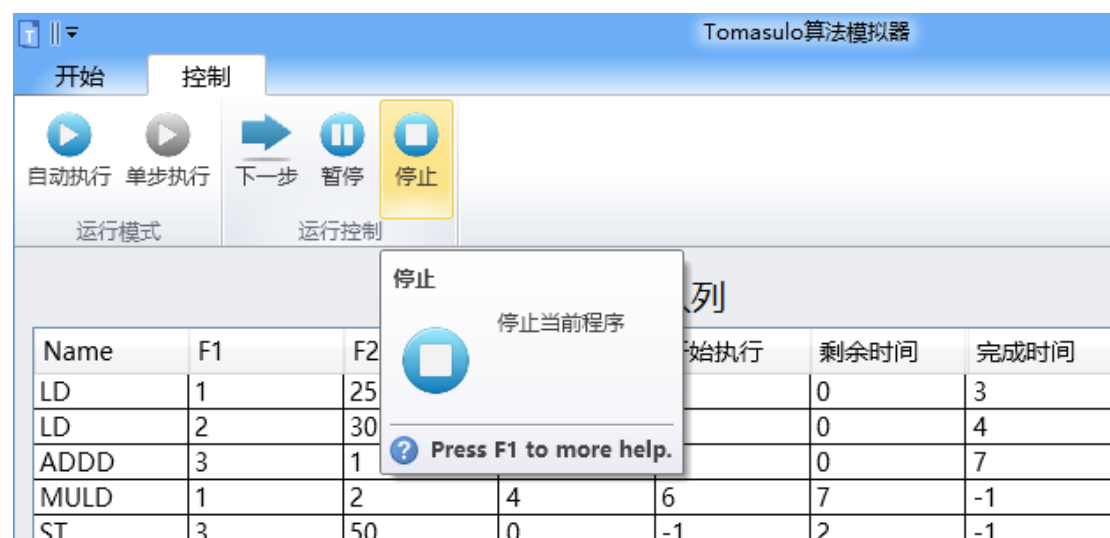 Tomasulo算法模拟器
开始 控制
自动执行 单步执行 下一步 暂停 停止
运行模式 运行控制
停止
停止当前程序
Press F1 to more help.
列
Name F1 F2 始执行 剩余时间 完成时间
LD 1 25 0 3
LD 2 30 0 4
ADDD 3 1 0 7
MULD 1 2 4 6 7 -1
ST 3 50 0 -1 2 -1